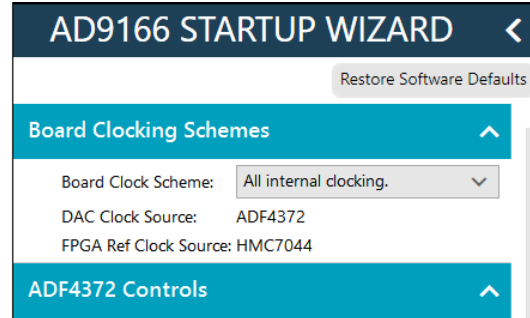 AD9166 STARTUP WIZARD
Restore Software Defaults
Board Clocking Schemes
Board Clock Scheme: All internal clocking.
DAC Clock Source: ADF4372
FPGA Ref Clock Source: HMC7044
ADF4372 Controls